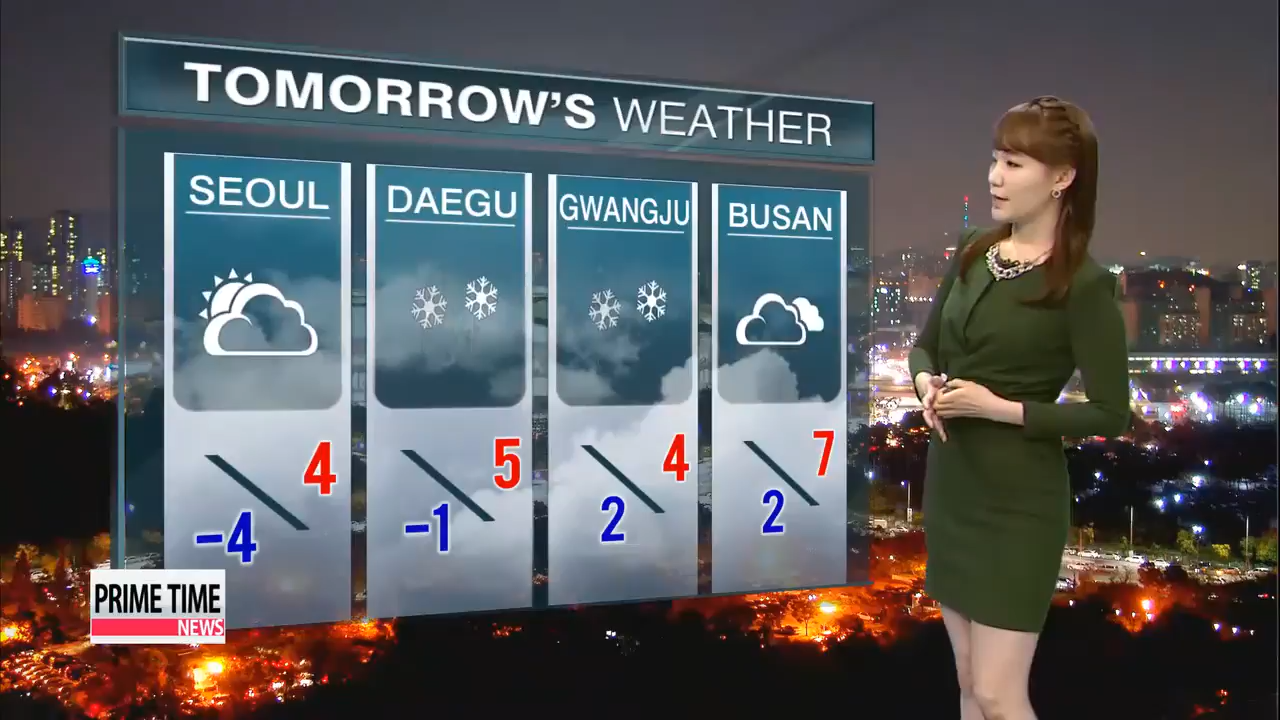 TOMORROW'S WEATHER
SEOUL
4
-4
DAEGU
5
-1
GWANGJU
4
2
BUSAN
7
2
PRIME TIME
NEWS